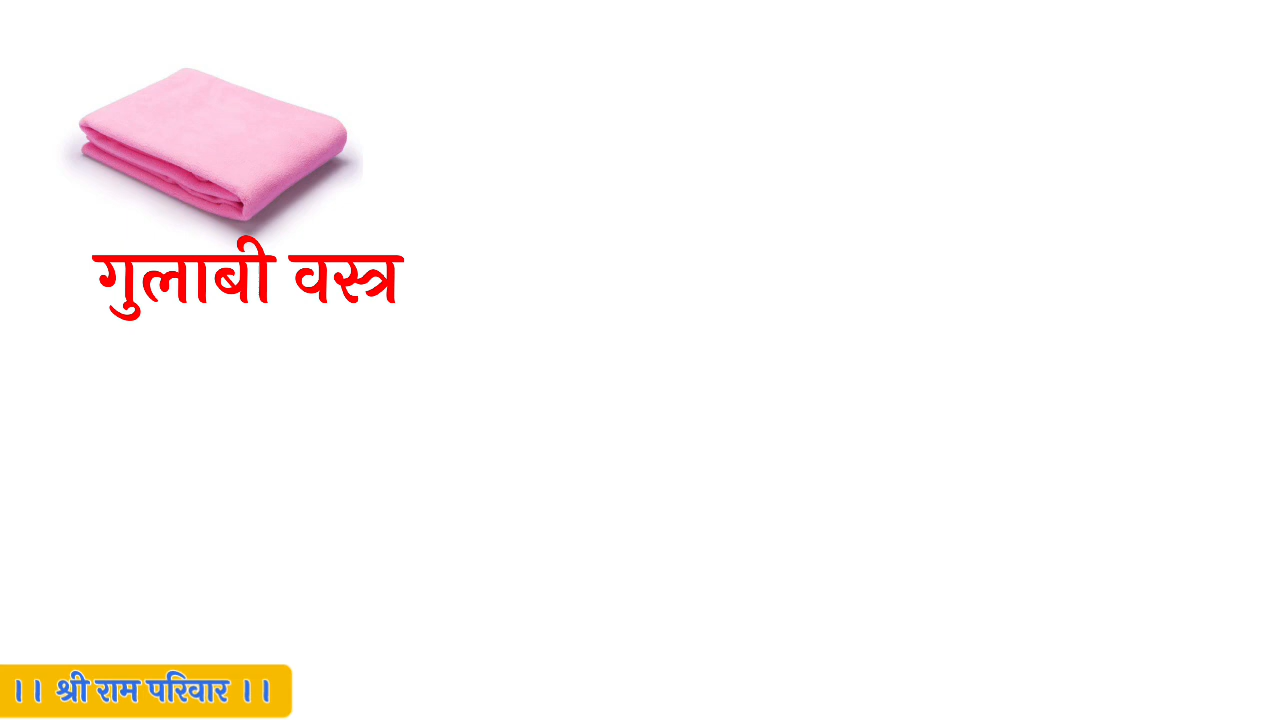 गुलाबी वस्त्र
।। श्री राम परिवार ।।